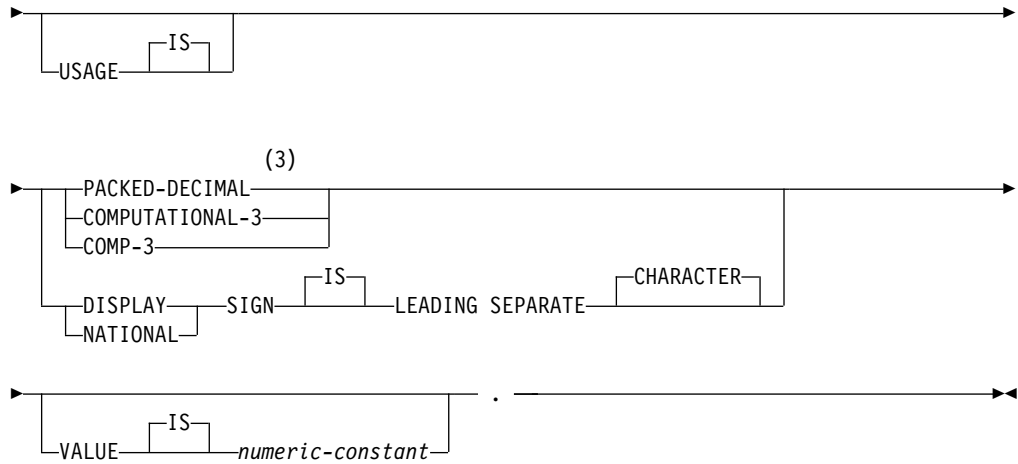 IS
USAGE
(3)
PACKED-DECIMAL
COMPUTATIONAL-3
COMP-3
IS CHARACTER
DISPLAY SIGN LEADING SEPARATE
NATIONAL
.
IS
VALUE numeric-constant